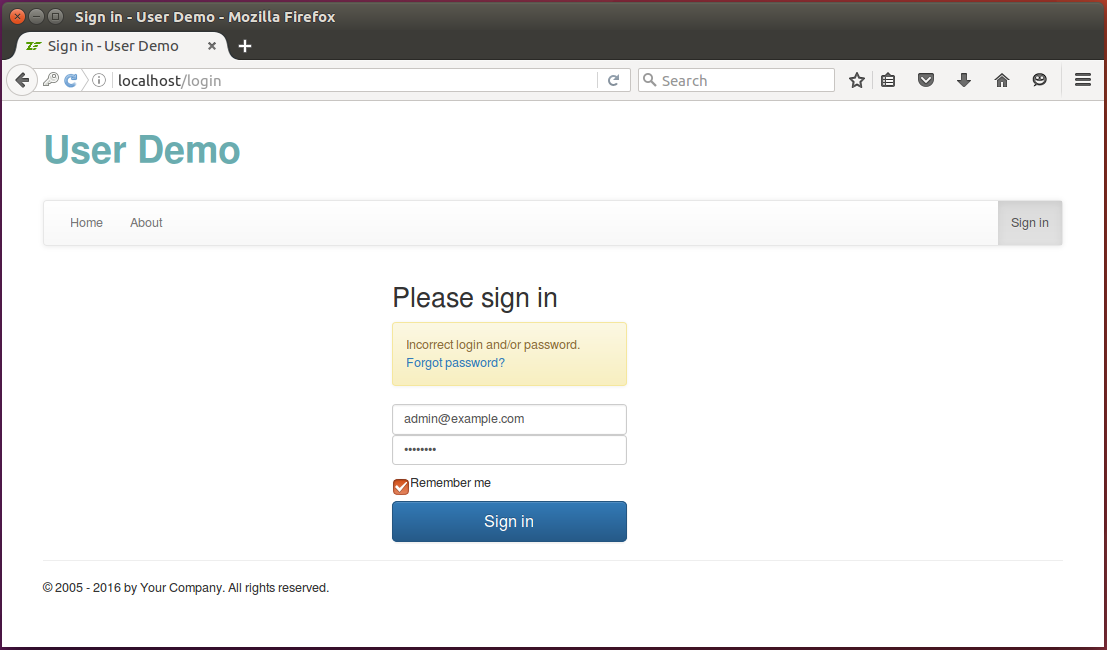 Sign in - User Demo - Mozilla Firefox
Sign in - User Demo
localhost/login
Search
User Demo
Home About Sign in
Please sign in
Incorrect login and/or password.
Forgot password?
admin@example.com
••••••••
Remember me
Sign in
© 2005 - 2016 by Your Company. All rights reserved.